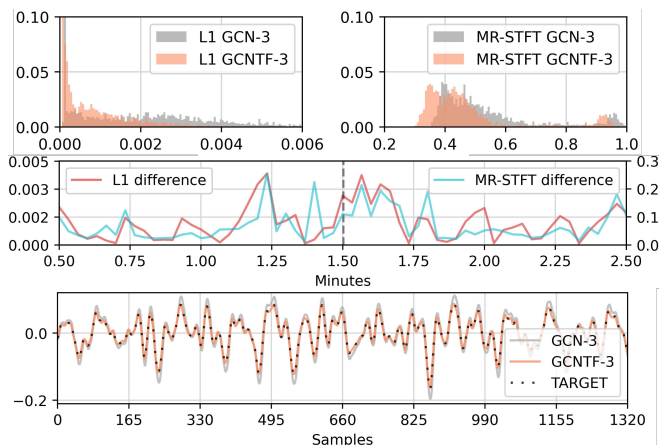 0.10
0.05
0.00
L1 GCN-3
L1 GCNTF-3
0.000 0.002 0.004 0.006
0.10
0.05
0.00
MR-STFT GCN-3
MR-STFT GCNTF-3
0.2 0.4 0.6 0.8 1.0
0.005
0.003
0.002
0.000
L1 difference
MR-STFT difference
0.3
0.2
0.1
0.0
0.50 0.75 1.00 1.25 1.50 1.75 2.00 2.25 2.50
Minutes
0.0
−0.2
GCN-3
GCNTF-3
TARGET
0 165 330 495 660 825 990 1155 1320
Samples